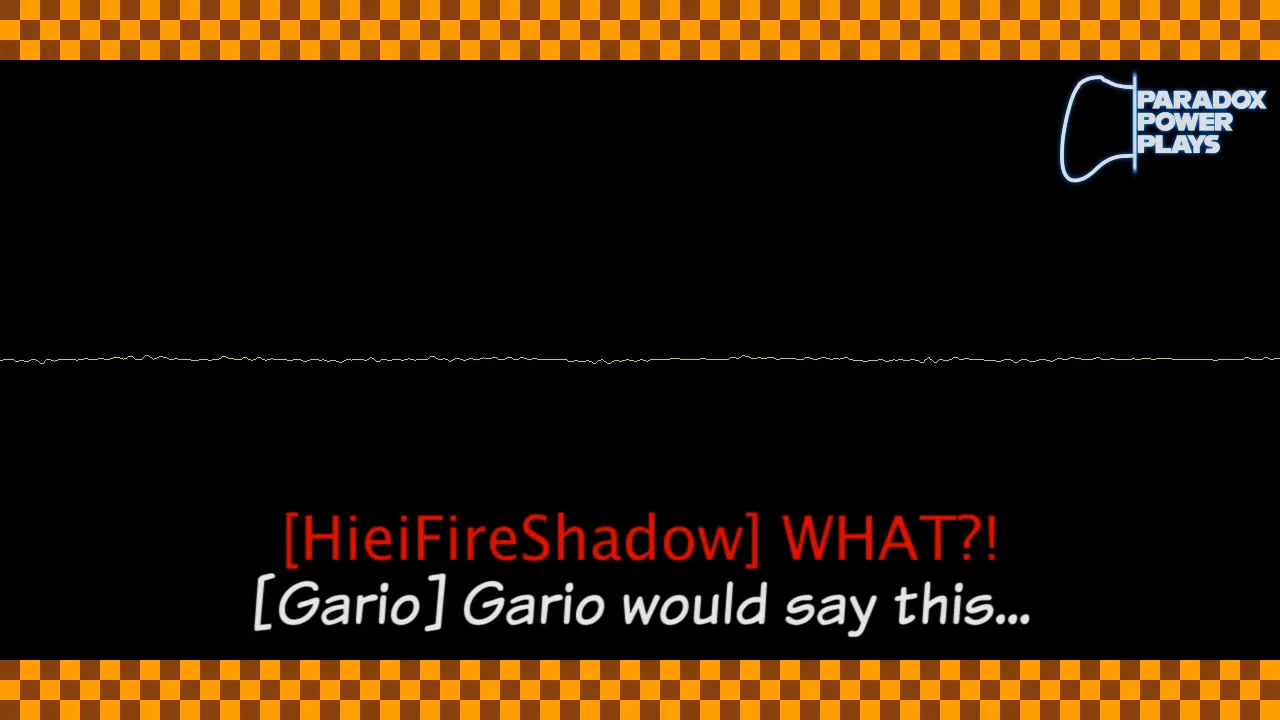 PARADOX
POWER
PLAYS
[HieiFireShadow] WHAT?!
[Gario] Gario would say this...